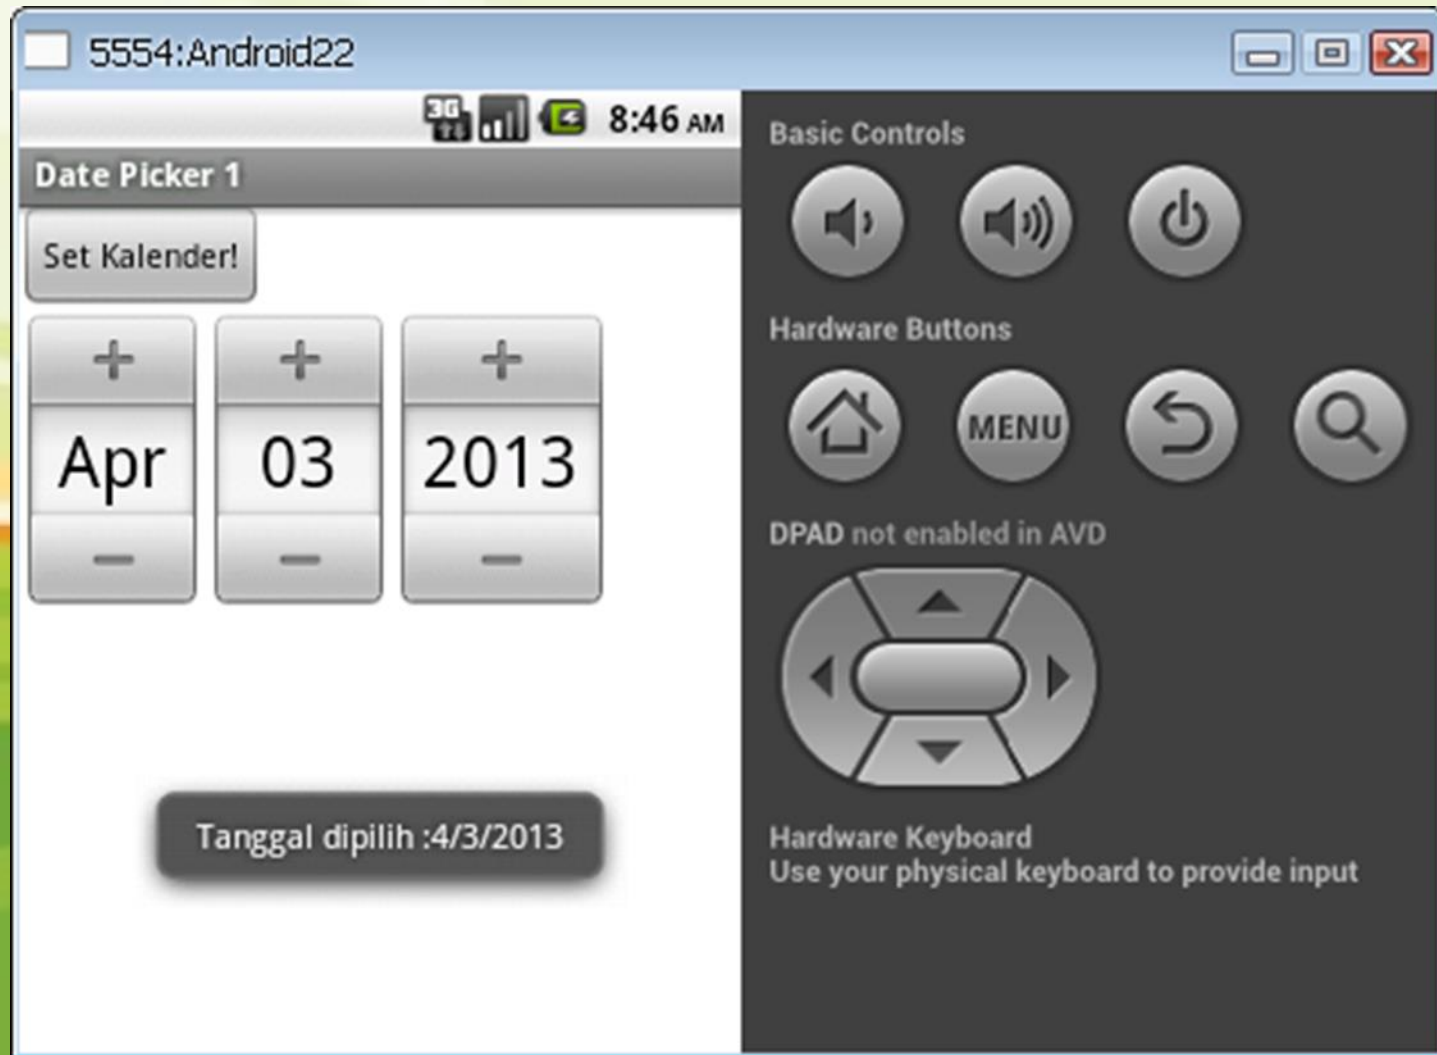 5554:Android22
3G
8:46 AM
Date Picker 1
Set Kalender!
+ + +
Apr 03 2013
- - -
Tanggal dipilih :4/3/2013
Basic Controls
Hardware Buttons
MENU
DPAD not enabled in AVD
Hardware Keyboard
Use your physical keyboard to provide input